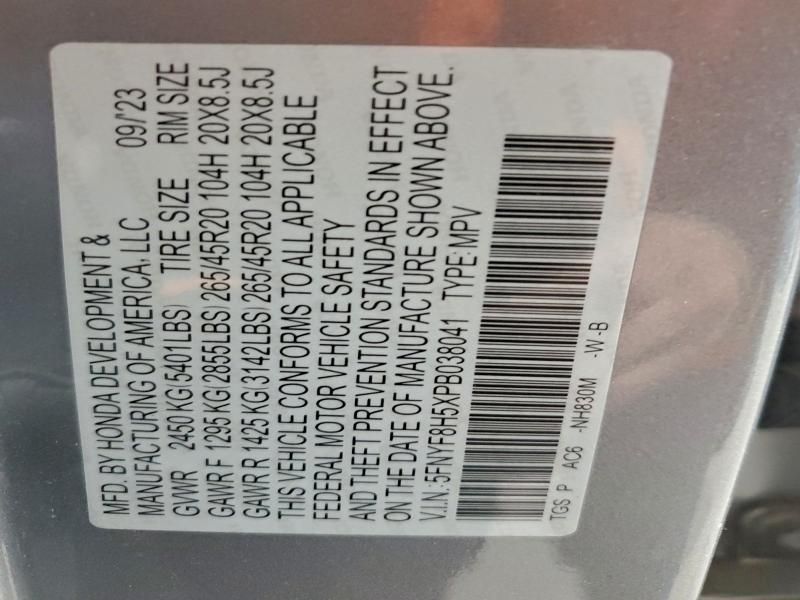 MFD. BY HONDA DEVELOPMENT &
MANUFACTURING OF AMERICA, LLC 09/'23
GVWR 2450 KG(5401LBS) TIRE SIZE RIM SIZE
GAWR F 1295 KG(2855LBS) 265/45R20 104H 20X8.5J
GAWR R 1425 KG(3142LBS) 265/45R20 104H 20X8.5J
THIS VEHICLE CONFORMS TO ALL APPLICABLE
FEDERAL MOTOR VEHICLE SAFETY
AND THEFT PREVENTION STANDARDS IN EFFECT
ON THE DATE OF MANUFACTURE SHOWN ABOVE.
V.I.N.:5FNYF8H5XPB038041 TYPE:MPV
TGS P AC6 -NH830M -W -B